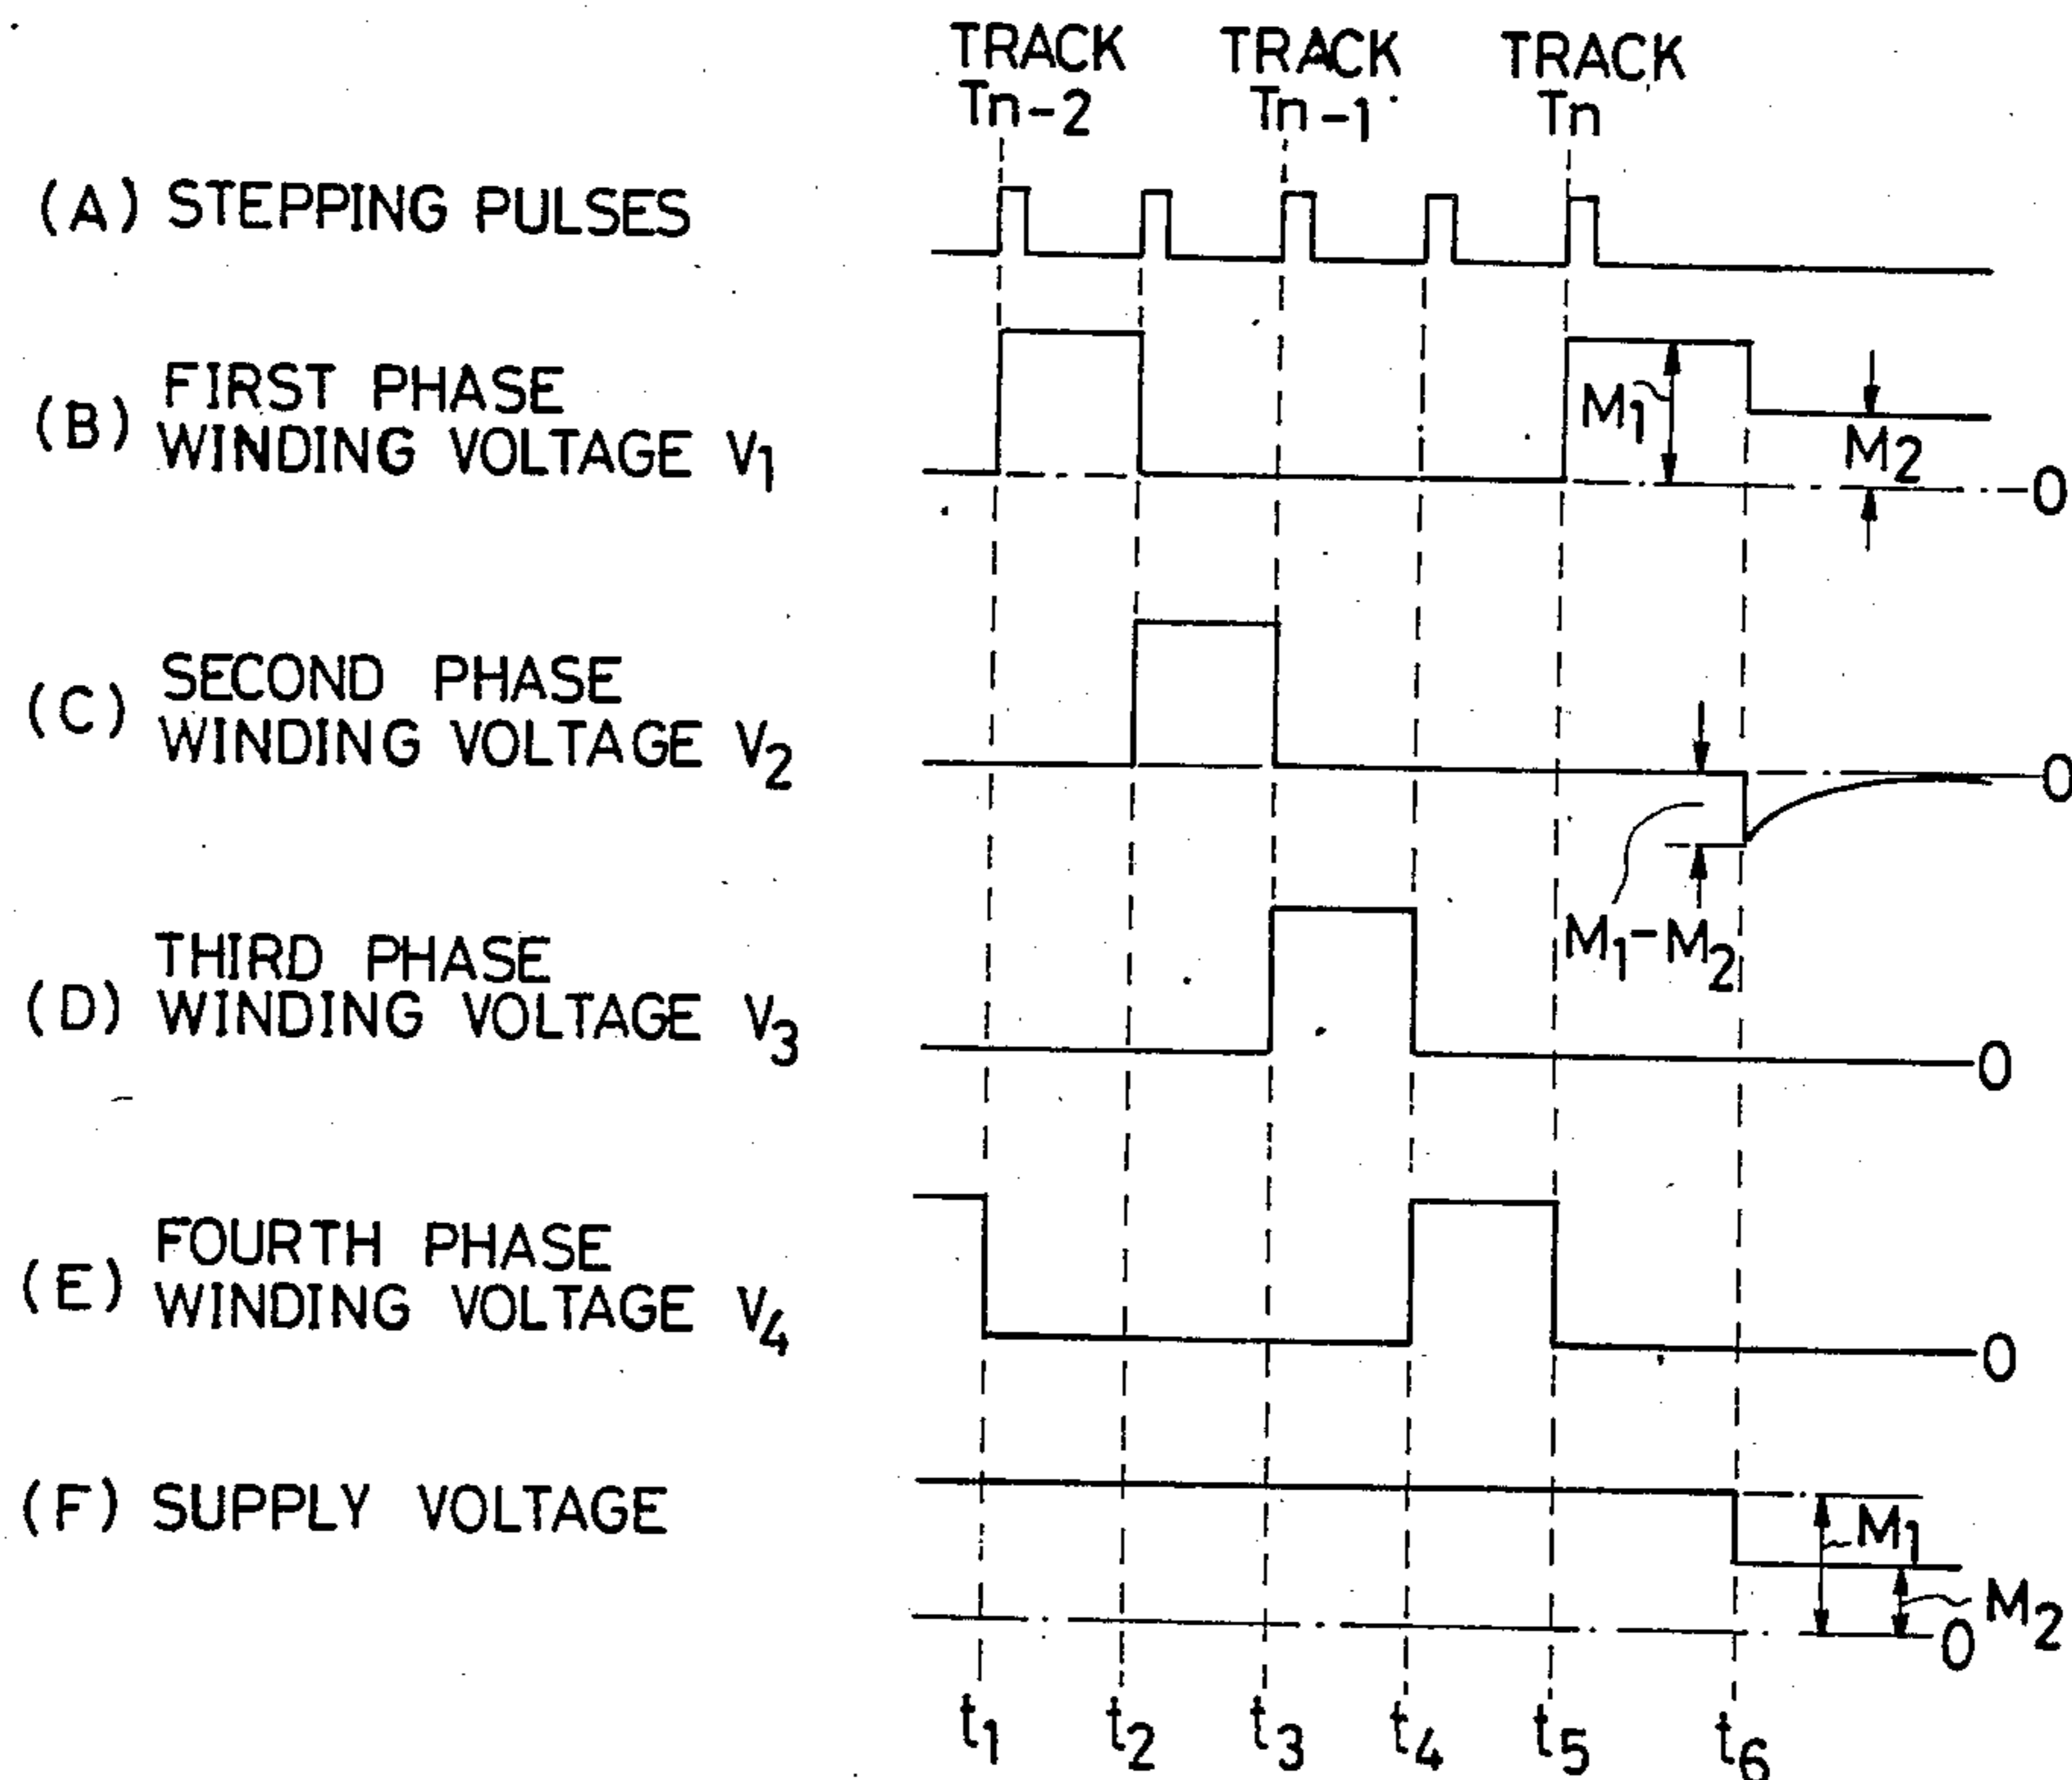 TRACK TRACK TRACK
Tn-2 Tn-1 Tn
(A) STEPPING PULSES
(B) FIRST PHASE
WINDING VOLTAGE V1
M1
M2
0
(C) SECOND PHASE
WINDING VOLTAGE V2
0
M1-M2
(D) THIRD PHASE
WINDING VOLTAGE V3
0
(E) FOURTH PHASE
WINDING VOLTAGE V4
0
(F) SUPPLY VOLTAGE
M1
M2
0
t1 t2 t3 t4 t5 t6